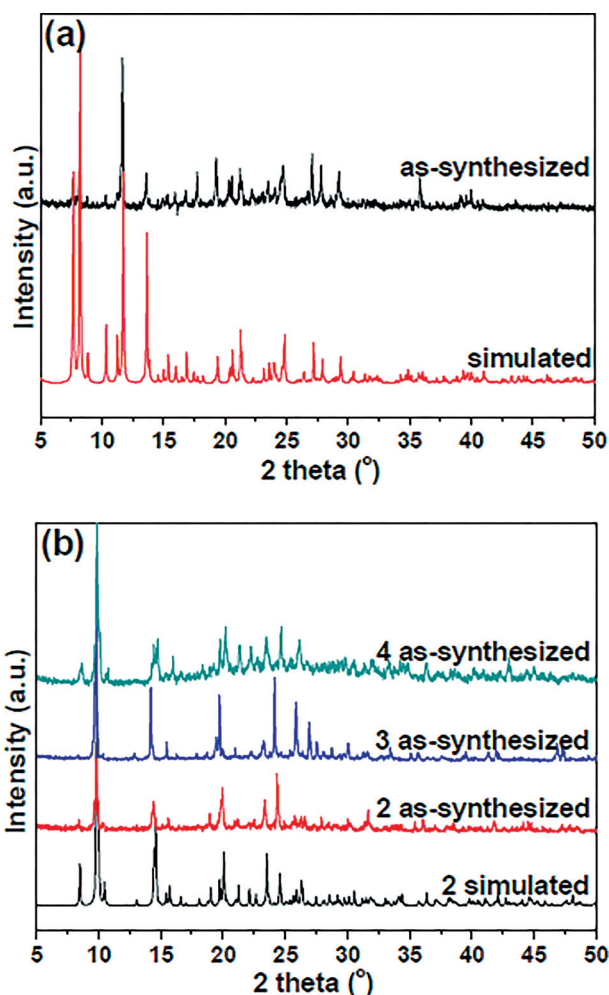 (a)
as-synthesized
simulated
Intensity (a.u.)
5 10 15 20 25 30 35 40 45 50
2 theta (°)
(b)
4 as-synthesized
3 as-synthesized
2 as-synthesized
2 simulated
Intensity (a.u.)
5 10 15 20 25 30 35 40 45 50
2 theta (°)